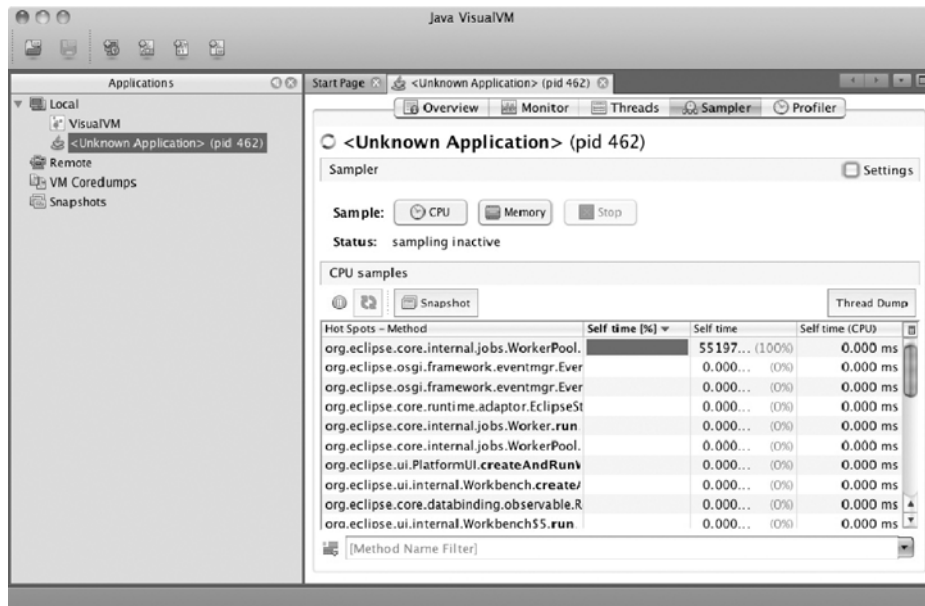 Java VisualVM
Applications
Local
VisualVM
<Unknown Application> (pid 462)
Remote
VM Coredumps
Snapshots
Start Page
<Unknown Application> (pid 462)
Overview Monitor Threads Sampler Profiler
<Unknown Application> (pid 462)
Sampler Settings
Sample: CPU Memory Stop
Status: sampling inactive
CPU samples
Snapshot Thread Dump
Hot Spots – Method Self time [%] Self time Self time (CPU)
org.eclipse.core.internal.jobs.WorkerPool. 55197... (100%) 0.000 ms
org.eclipse.osgi.framework.eventmgr.Ever 0.000... (0%) 0.000 ms
org.eclipse.osgi.framework.eventmgr.Ever 0.000... (0%) 0.000 ms
org.eclipse.core.runtime.adaptor.EclipseSt 0.000... (0%) 0.000 ms
org.eclipse.core.internal.jobs.Worker.run 0.000... (0%) 0.000 ms
org.eclipse.core.internal.jobs.WorkerPool. 0.000... (0%) 0.000 ms
org.eclipse.ui.PlatformUI.createAndRunW 0.000... (0%) 0.000 ms
org.eclipse.ui.internal.Workbench.create 0.000... (0%) 0.000 ms
org.eclipse.core.databinding.observable.R 0.000... (0%) 0.000 ms
org.eclipse.ui.internal.Workbench$5.run 0.000... (0%) 0.000 ms
[Method Name Filter]